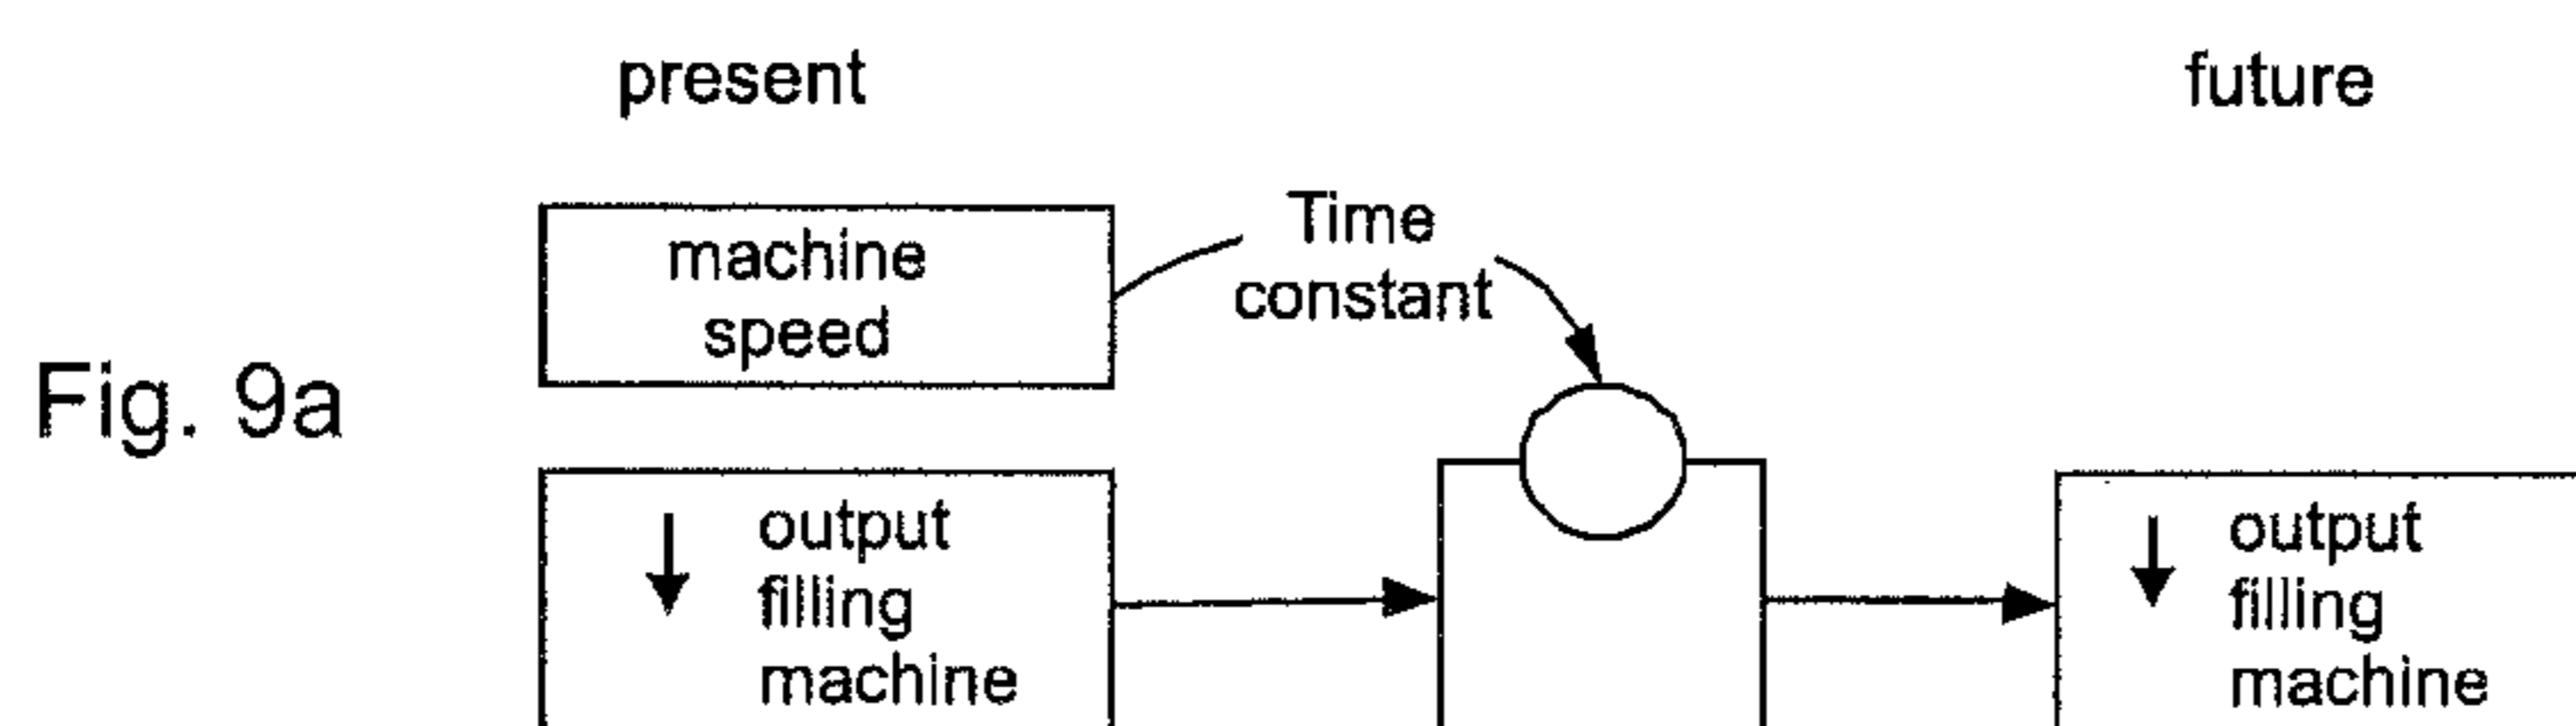 present
future
machine
speed
Time
constant
Fig. 9a
output
filling
machine
output
filling
machine